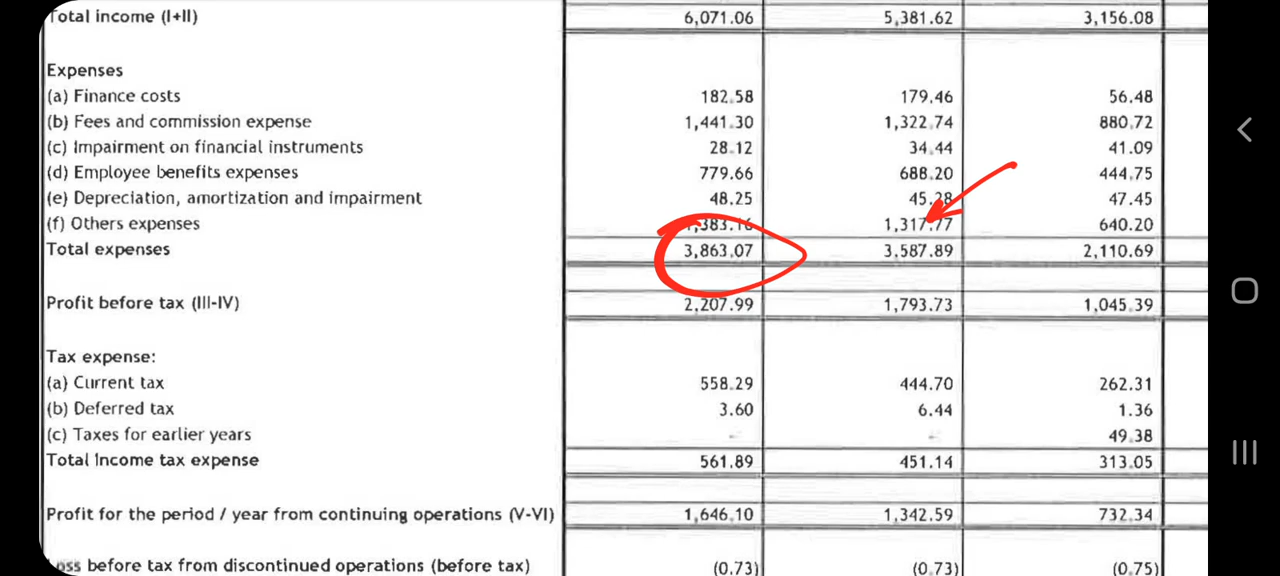 Total income (I+II) 6,071.06 5,381.62 3,156.08
Expenses
(a) Finance costs 182.58 179.46 56.48
(b) Fees and commission expense 1,441.30 1,322.74 880.72
(c) Impairment on financial instruments 28.12 34.44 41.09
(d) Employee benefits expenses 779.66 688.20 444.75
(e) Depreciation, amortization and impairment 48.25 45.28 47.45
(f) Others expenses 1,383.16 1,317.77 640.20
Total expenses 3,863.07 3,587.89 2,110.69
Profit before tax (III-IV) 2,207.99 1,793.73 1,045.39
Tax expense:
(a) Current tax 558.29 444.70 262.31
(b) Deferred tax 3.60 6.44 1.36
(c) Taxes for earlier years - - 49.38
Total income tax expense 561.89 451.14 313.05
Profit for the period / year from continuing operations (V-VI) 1,646.10 1,342.59 732.34
Loss before tax from discontinued operations (before tax) (0.73) (0.73) (0.75)